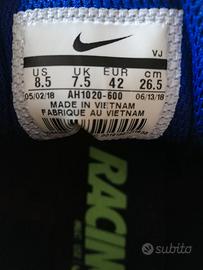 VJ
US UK EUR cm
8.5 7.5 42 26.5
05/02/18 AH1020-600 06/13/18
MADE IN VIETNAM
FABRIQUE AU VIETNAM
RACIN
subito